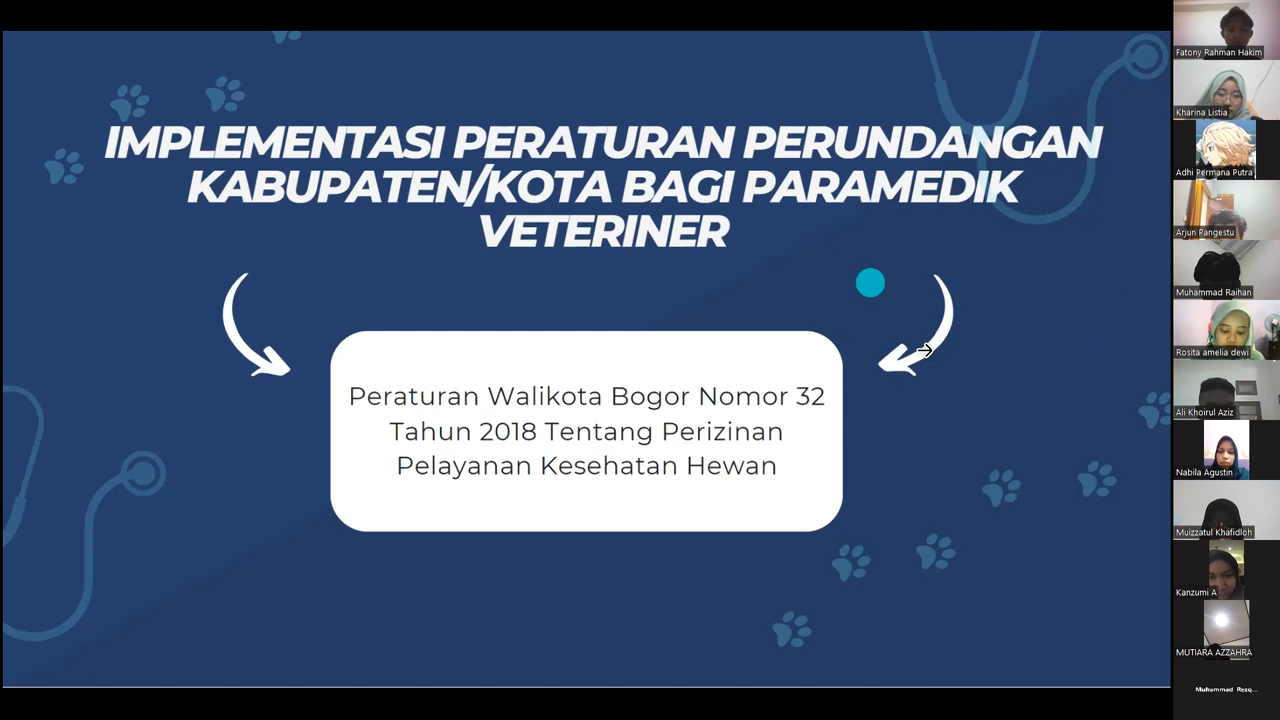 IMPLEMENTASI PERATURAN PERUNDANGAN
KABUPATEN/KOTA BAGI PARAMEDIK
VETERINER
Peraturan Walikota Bogor Nomor 32
Tahun 2018 Tentang Perizinan
Pelayanan Kesehatan Hewan
Fatony Rahman Hakim
Kharina Listia
Adhi Permana Putra
Arjun Pangestu
Muhammad Raihan
Rosita amelia dewi
Ali Khoirul Aziz
Nabila Agustin
Muizzatul Khafidloh
Kanzumi A
MUTIARA AZZAHRA
Muhammad Rezq...